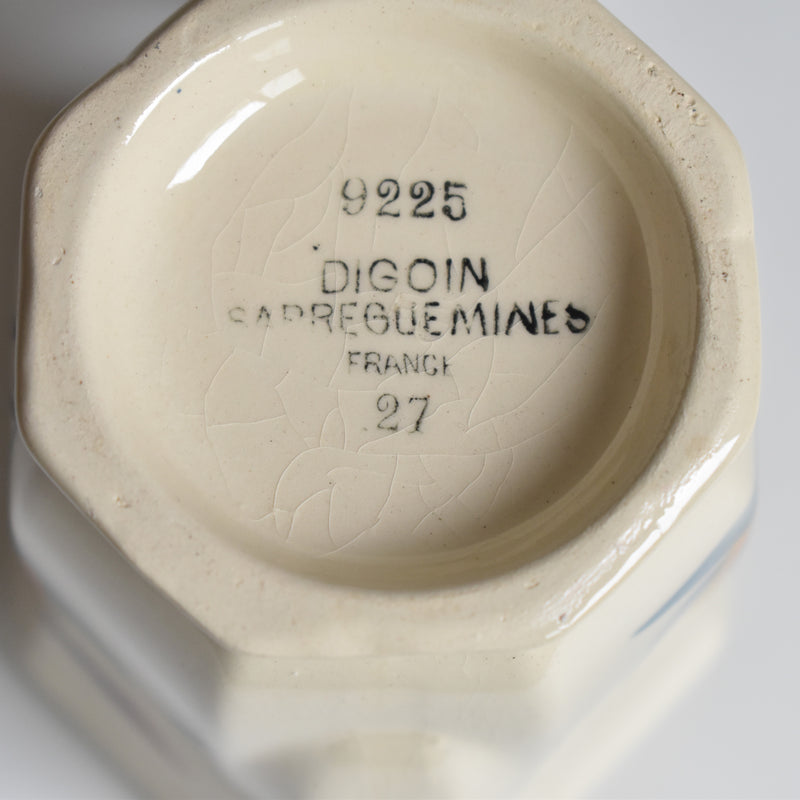 9225
DIGOIN
SARREGUEMINES
FRANCE
27